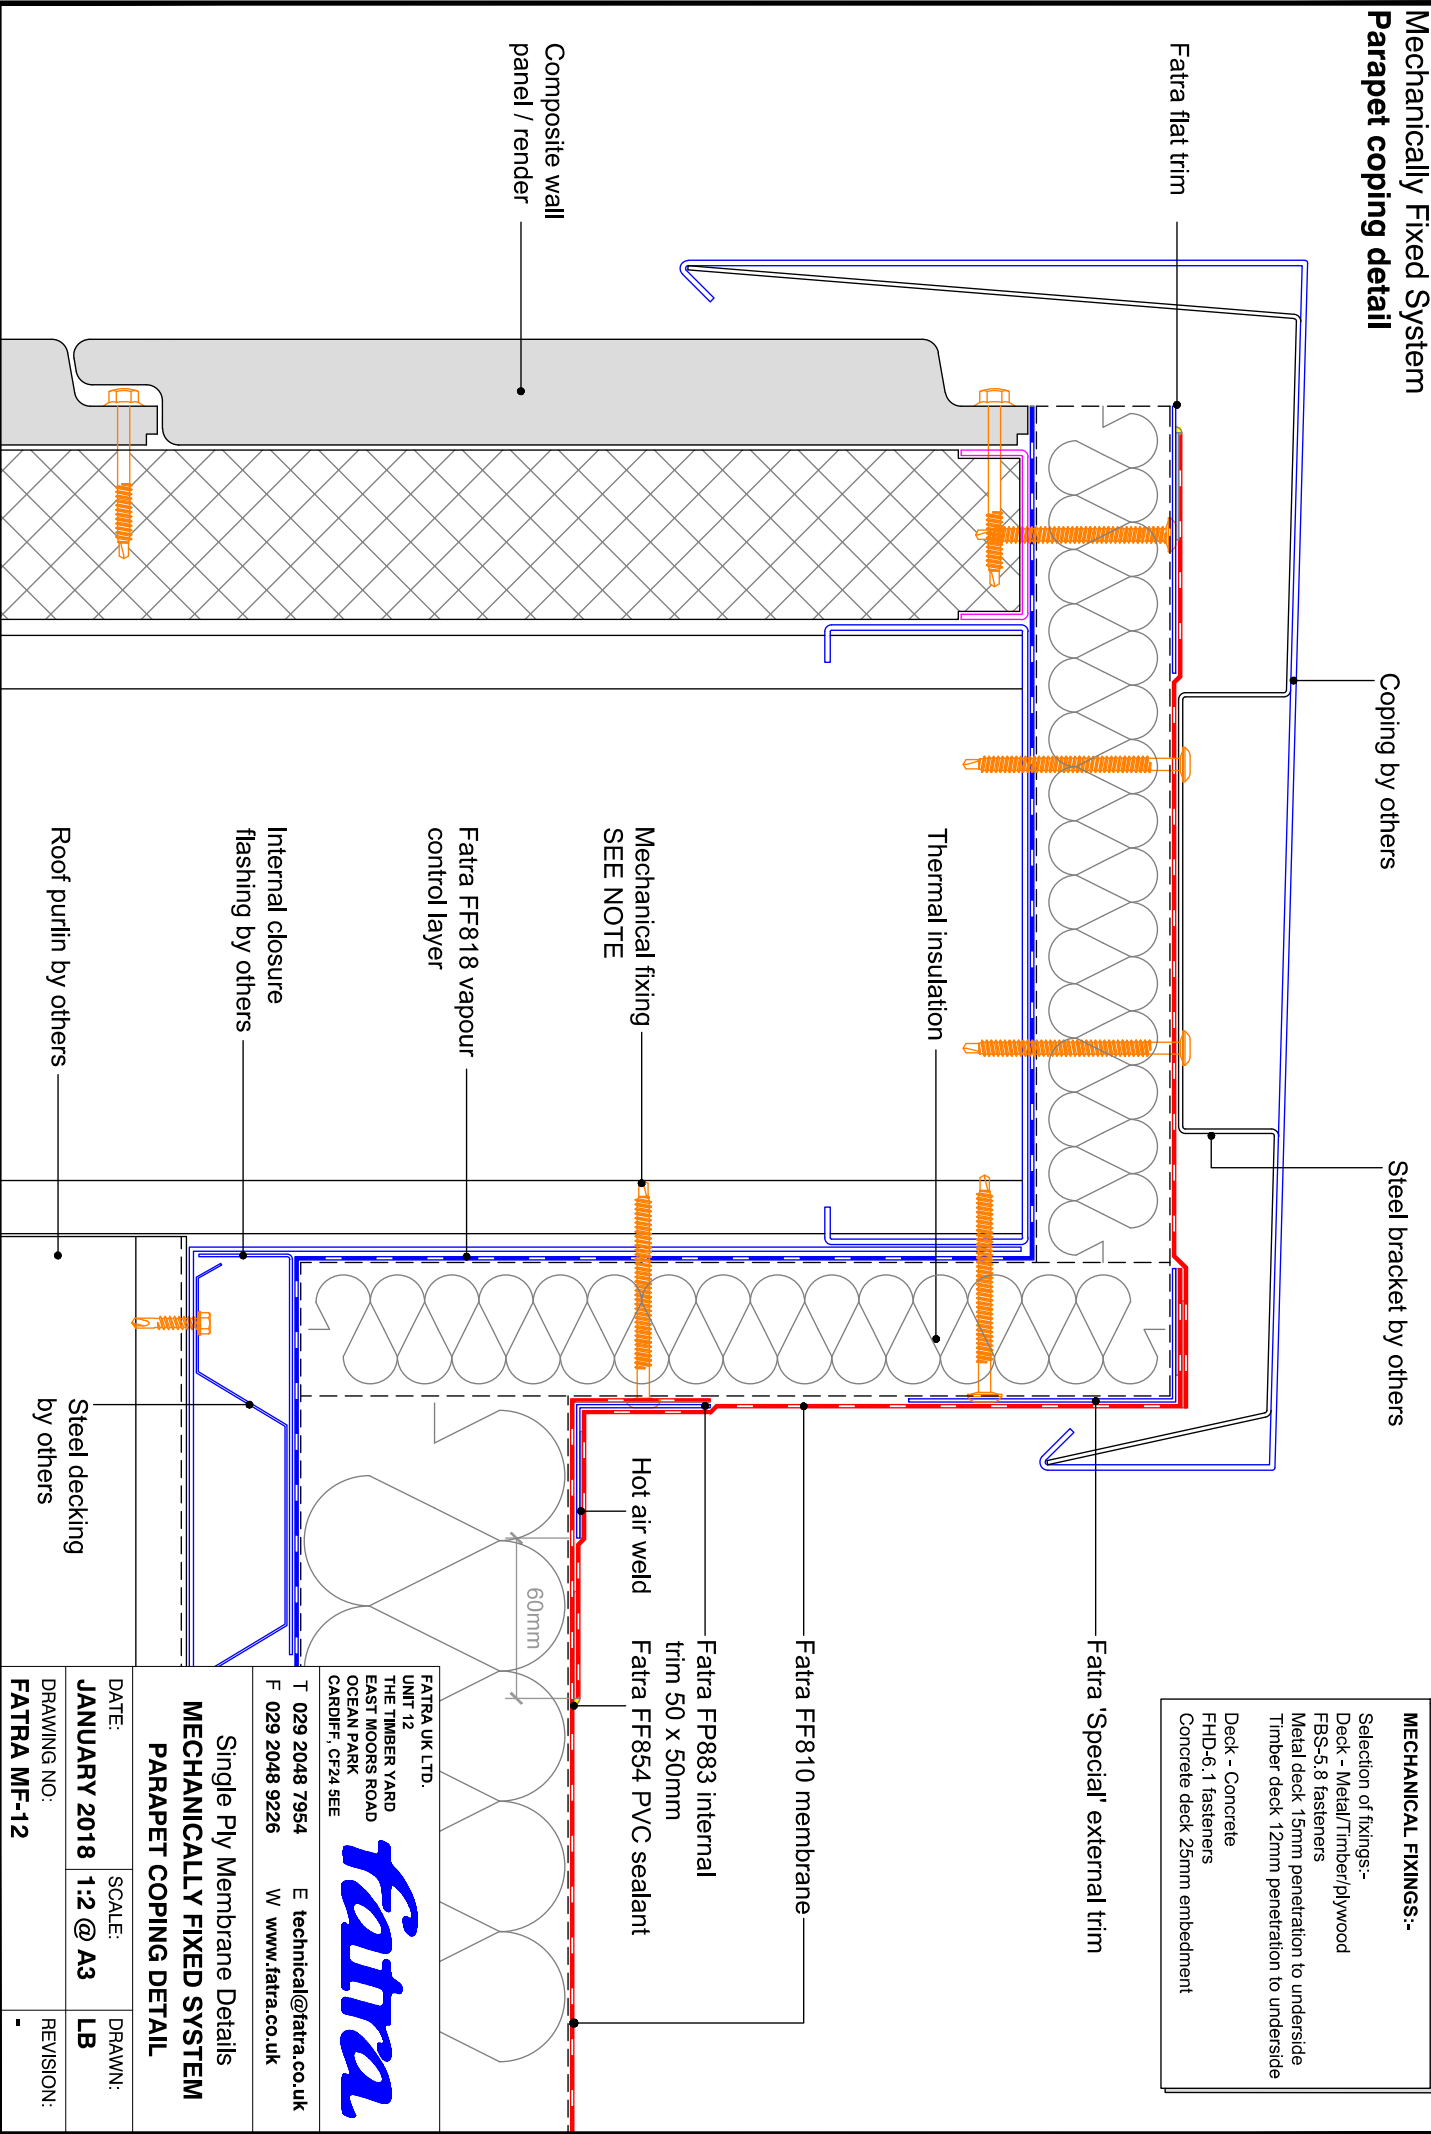 Mechanically Fixed System
Parapet coping detail
Fatra flat trim
Coping by others
Steel bracket by others
MECHANICAL FIXINGS:-
Selection of fixings:-
Deck - Metal/Timber/plywood
FBS-5.8 fasteners
Metal deck 15mm penetration to underside
Timber deck 12mm penetration to underside
Deck - Concrete
FHD-6.1 fasteners
Concrete deck 25mm embedment
Composite wall
panel / render
Thermal insulation
Mechanical fixing
SEE NOTE
Fatra FF818 vapour
control layer
Internal closure
flashing by others
Roof purlin by others
Fatra 'Special' external trim
Fatra FF810 membrane
Fatra FP883 internal
trim 50 x 50mm
Hot air weld
Fatra FF854 PVC sealant
60mm
Steel decking
by others
FATRA UK LTD.
UNIT 12
THE TIMBER YARD
EAST MOORS ROAD
OCEAN PARK
CARDIFF, CF24 5EE
fatra
T 029 2048 7954 E technical@fatra.co.uk
F 029 2048 9226 W www.fatra.co.uk
Single Ply Membrane Details
MECHANICALLY FIXED SYSTEM
PARAPET COPING DETAIL
DATE: SCALE: DRAWN:
JANUARY 2018 1:2 @ A3 LB
DRAWING NO: REVISION:
FATRA MF-12 -